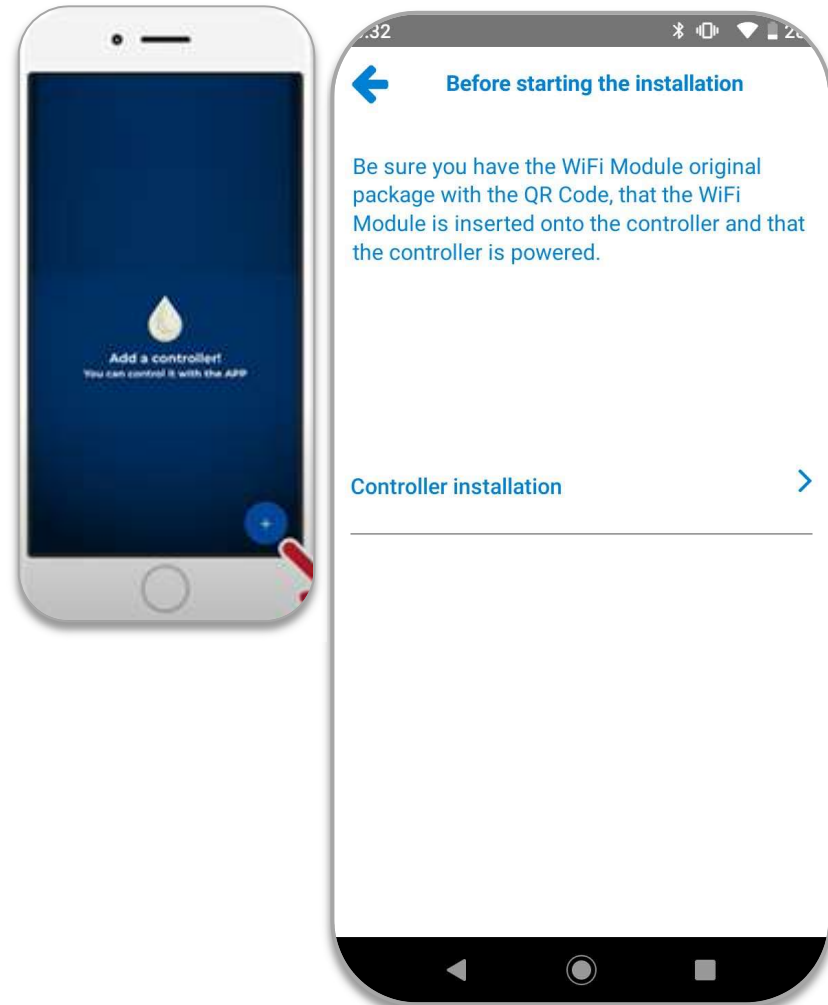 Add a controller!
You can control it with the APP
+
:32
Before starting the installation
Be sure you have the WiFi Module original
package with the QR Code, that the WiFi
Module is inserted onto the controller and that
the controller is powered.
Controller installation